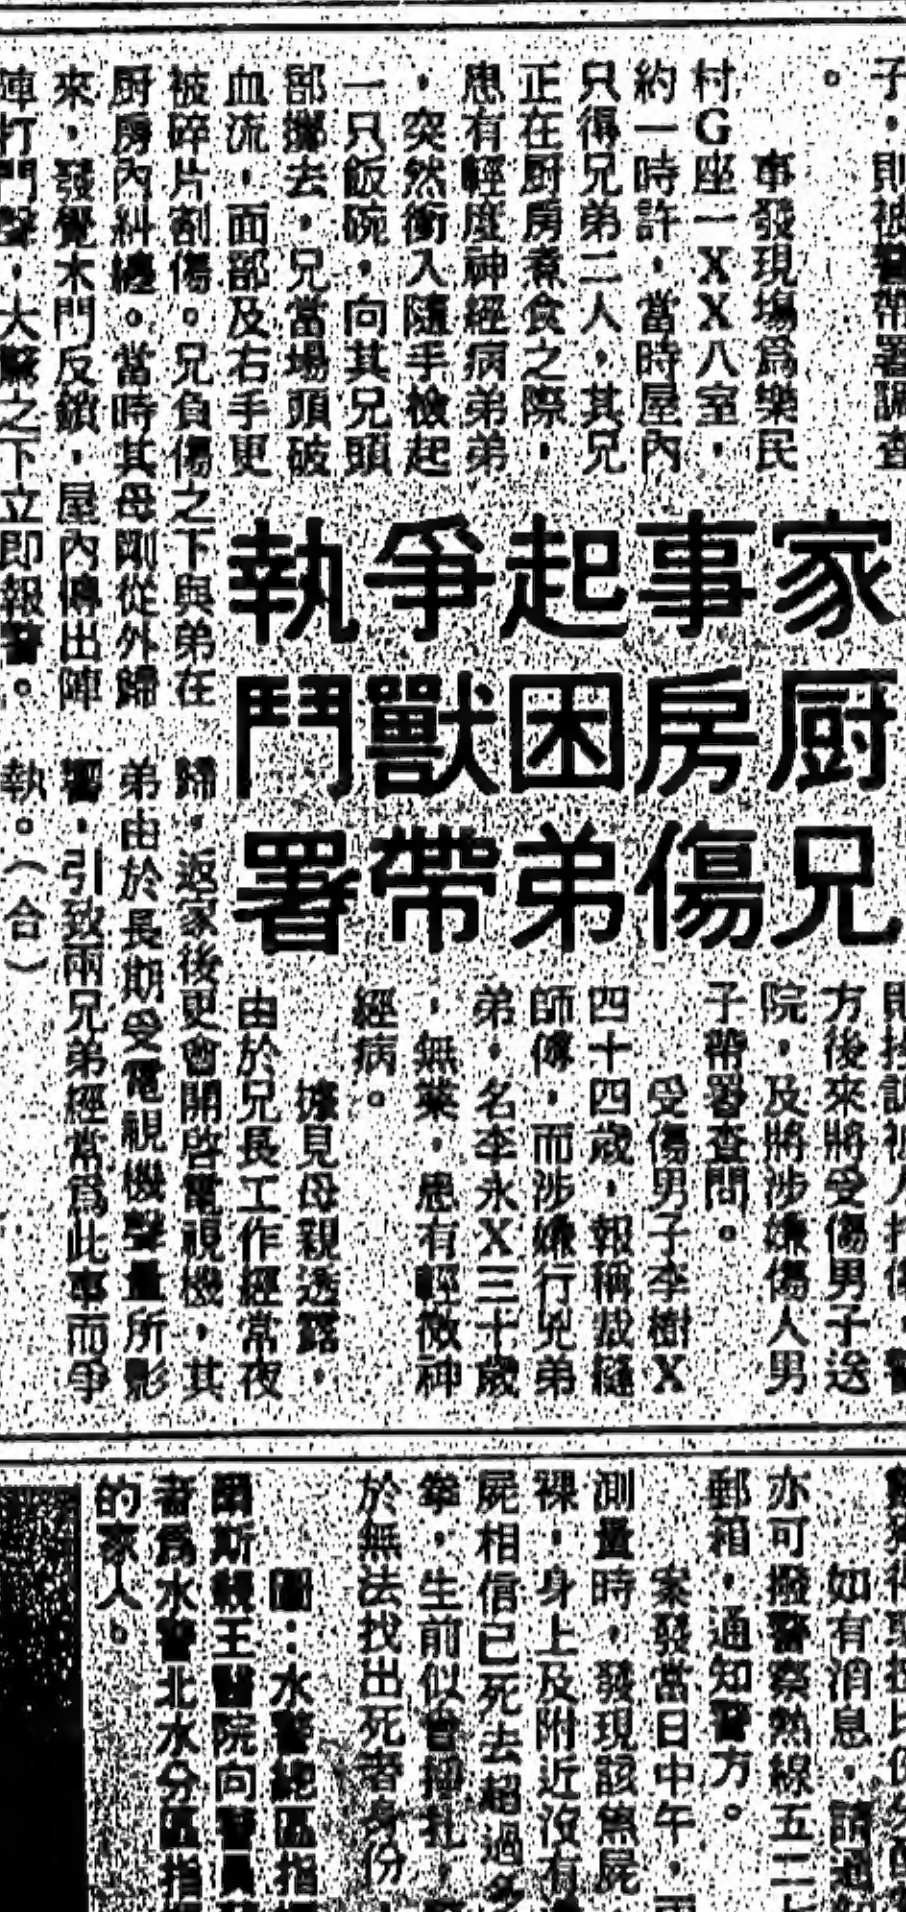 子，則被警帶署調查
。
事發現場為樂民
村G座一XX八室，
約一時許，當時屋內
只得兄弟二人，其兄
正在厨房煮食之際，
患有輕度神經病弟弟
，突然衝入隨手檢起
一只飯碗，向其兄頭
部擲去，兄當場頭破
血流，面部及右手更
被碎片割傷。兄負傷之下與弟在
厨房內糾纏。當時其母剛從外歸
來，發覺木門反鎖，屋內傳出陣
陣打門聲，大驚之下立即報警。
家事起爭執
厨房困獸鬥
兄傷弟帶署
方後來將受傷男子送
院，及將涉嫌傷人男
子帶署查問。
受傷男子李樹X
四十四歲，報稱裁縫
師傅，而涉嫌行兇弟
弟，名李永X三十歲
，無業，患有輕微神
經病。
據見母親透露，
由於兄長工作經常夜
歸，返家後更會開啓電視機，其
弟由於長期受電視機聲量所影
響，引致兩兄弟經常為此事而爭
執。（合）
如有消息，請通知
亦可撥警察熱線五二七
郵箱，通知警方。
案發當日中午，
測量時，發現該無屍
裸，身上及附近沒有
屍相信已死去超過
拳，生前似曾掙扎，
於無法找出死者身份，
圖：水警總區指
爵斯親王醫院向警員
者為水警北水分區指
的家人。